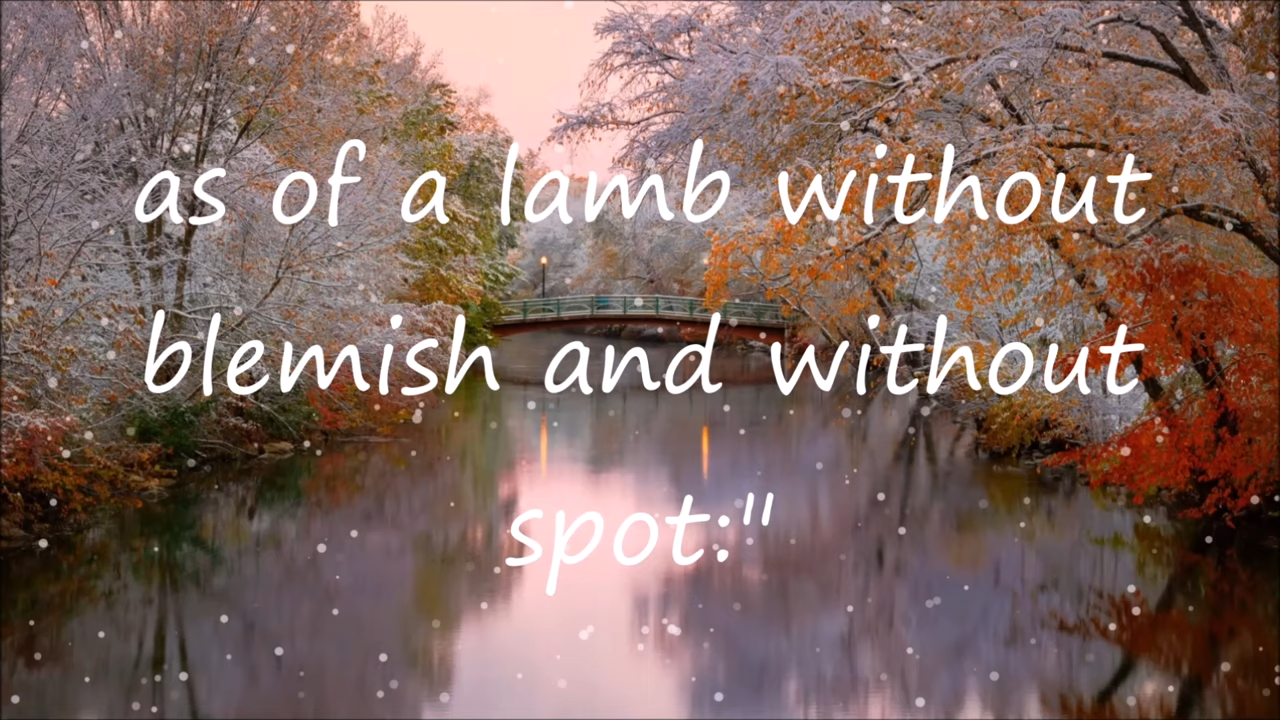 as of a lamb without
blemish and without
spot:"